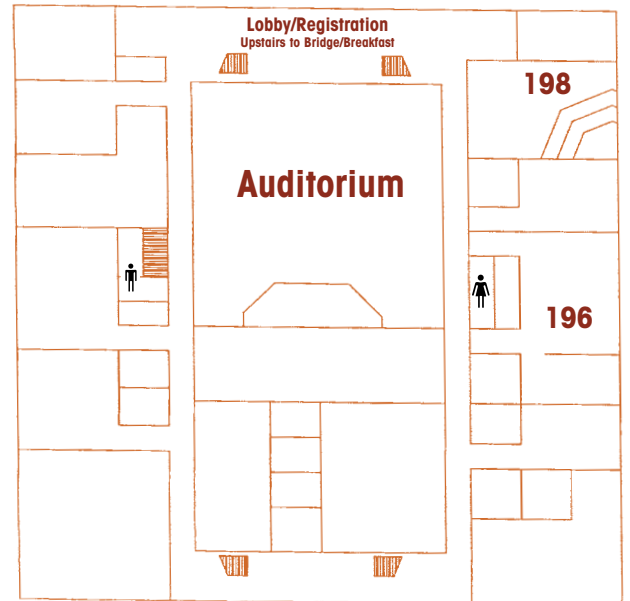 Lobby/Registration
Upstairs to Bridge/Breakfast
198
Auditorium
196